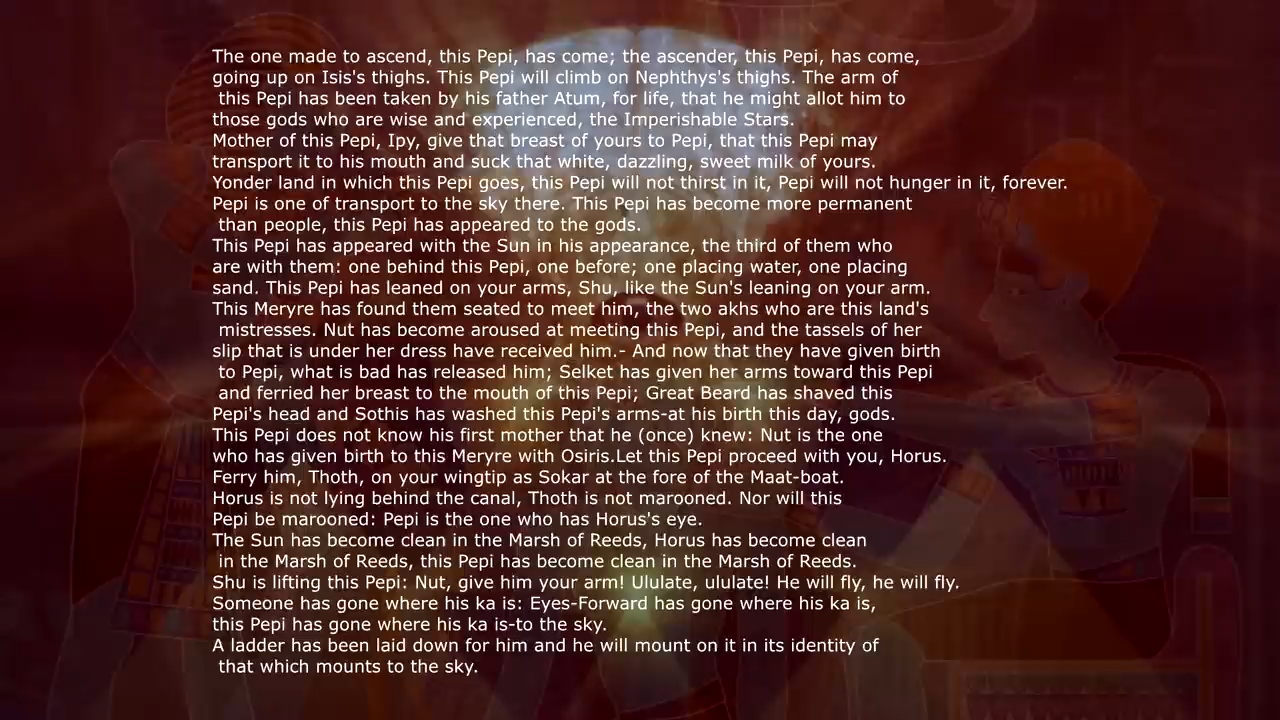 The one made to ascend, this Pepi, has come; the ascender, this Pepi, has come,
going up on Isis's thighs. This Pepi will climb on Nephthys's thighs. The arm of
this Pepi has been taken by his father Atum, for life, that he might allot him to
those gods who are wise and experienced, the Imperishable Stars.
Mother of this Pepi, Ipy, give that breast of yours to Pepi, that this Pepi may
transport it to his mouth and suck that white, dazzling, sweet milk of yours.
Yonder land in which this Pepi goes, this Pepi will not thirst in it, Pepi will not hunger in it, forever.
Pepi is one of transport to the sky there. This Pepi has become more permanent
than people, this Pepi has appeared to the gods.
This Pepi has appeared with the Sun in his appearance, the third of them who
are with them: one behind this Pepi, one before; one placing water, one placing
sand. This Pepi has leaned on your arms, Shu, like the Sun's leaning on your arm.
This Meryre has found them seated to meet him, the two akhs who are this land's
mistresses. Nut has become aroused at meeting this Pepi, and the tassels of her
slip that is under her dress have received him.- And now that they have given birth
to Pepi, what is bad has released him; Selket has given her arms toward this Pepi
and ferried her breast to the mouth of this Pepi; Great Beard has shaved this
Pepi's head and Sothis has washed this Pepi's arms-at his birth this day, gods.
This Pepi does not know his first mother that he (once) knew: Nut is the one
who has given birth to this Meryre with Osiris.Let this Pepi proceed with you, Horus.
Ferry him, Thoth, on your wingtip as Sokar at the fore of the Maat-boat.
Horus is not lying behind the canal, Thoth is not marooned. Nor will this
Pepi be marooned: Pepi is the one who has Horus's eye.
The Sun has become clean in the Marsh of Reeds, Horus has become clean
in the Marsh of Reeds, this Pepi has become clean in the Marsh of Reeds.
Shu is lifting this Pepi: Nut, give him your arm! Ululate, ululate! He will fly, he will fly.
Someone has gone where his ka is: Eyes-Forward has gone where his ka is,
this Pepi has gone where his ka is-to the sky.
A ladder has been laid down for him and he will mount on it in its identity of
that which mounts to the sky.